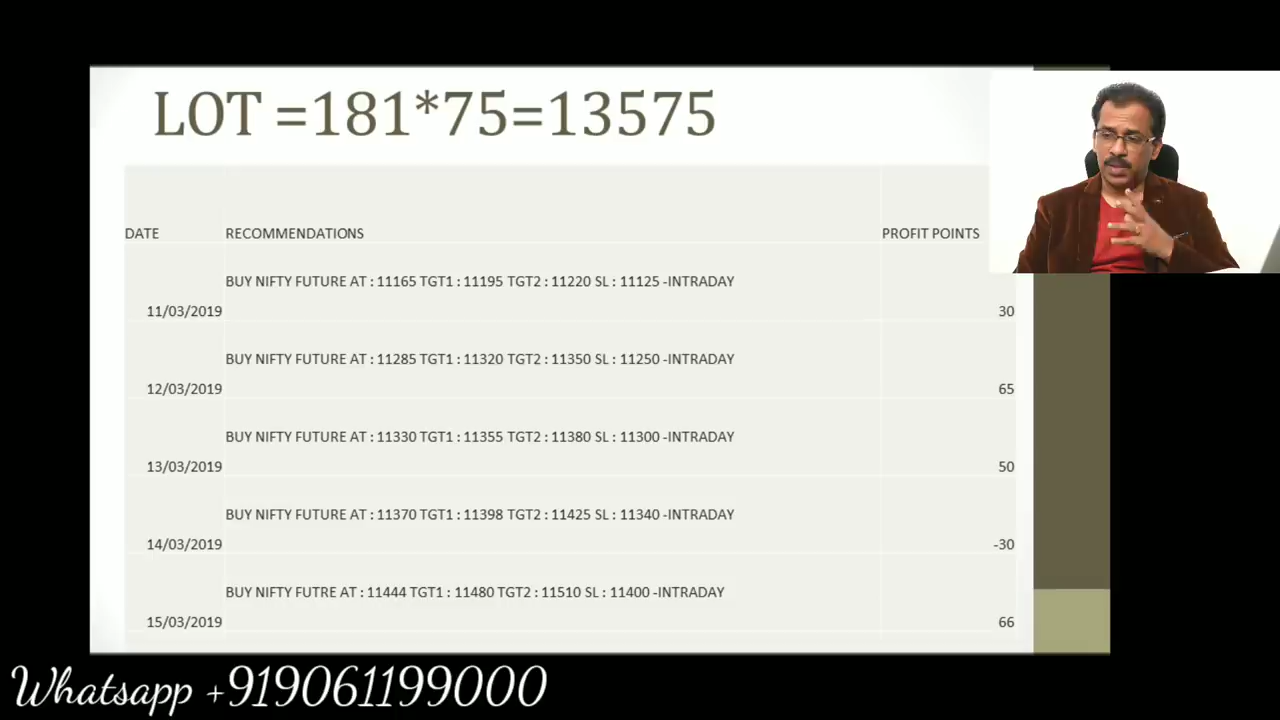 LOT =181*75=13575
DATE RECOMMENDATIONS PROFIT POINTS
BUY NIFTY FUTURE AT : 11165 TGT1 : 11195 TGT2 : 11220 SL : 11125 -INTRADAY
11/03/2019 30
BUY NIFTY FUTURE AT : 11285 TGT1 : 11320 TGT2 : 11350 SL : 11250 -INTRADAY
12/03/2019 65
BUY NIFTY FUTURE AT : 11330 TGT1 : 11355 TGT2 : 11380 SL : 11300 -INTRADAY
13/03/2019 50
BUY NIFTY FUTURE AT : 11370 TGT1 : 11398 TGT2 : 11425 SL : 11340 -INTRADAY
14/03/2019 -30
BUY NIFTY FUTRE AT : 11444 TGT1 : 11480 TGT2 : 11510 SL : 11400 -INTRADAY
15/03/2019 66
Whatsapp +919061199000